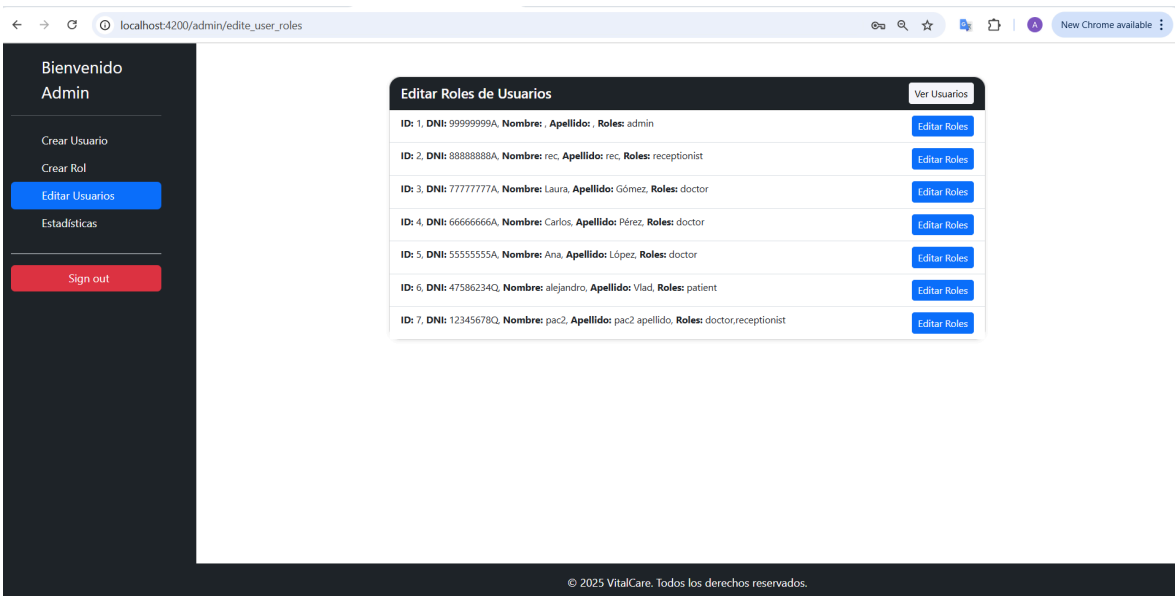 localhost:4200/admin/edite_user_roles
A
New Chrome available
Bienvenido
Admin
Crear Usuario
Crear Rol
Editar Usuarios
Estadísticas
Sign out
Editar Roles de Usuarios
Ver Usuarios
ID: 1, DNI: 99999999A, Nombre: , Apellido: , Roles: admin
Editar Roles
ID: 2, DNI: 88888888A, Nombre: rec, Apellido: rec, Roles: receptionist
Editar Roles
ID: 3, DNI: 77777777A, Nombre: Laura, Apellido: Gómez, Roles: doctor
Editar Roles
ID: 4, DNI: 66666666A, Nombre: Carlos, Apellido: Pérez, Roles: doctor
Editar Roles
ID: 5, DNI: 55555555A, Nombre: Ana, Apellido: López, Roles: doctor
Editar Roles
ID: 6, DNI: 47586234Q, Nombre: alejandro, Apellido: Vlad, Roles: patient
Editar Roles
ID: 7, DNI: 12345678Q, Nombre: pac2, Apellido: pac2 apellido, Roles: doctor,receptionist
Editar Roles
© 2025 VitalCare. Todos los derechos reservados.